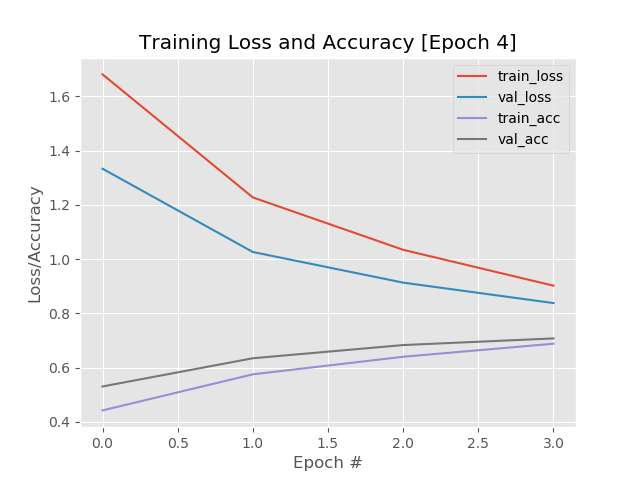 Training Loss and Accuracy [Epoch 4]
train_loss
val_loss
train_acc
val_acc
Loss/Accuracy
1.6
1.4
1.2
1.0
0.8
0.6
0.4
0.0 0.5 1.0 1.5 2.0 2.5 3.0
Epoch #